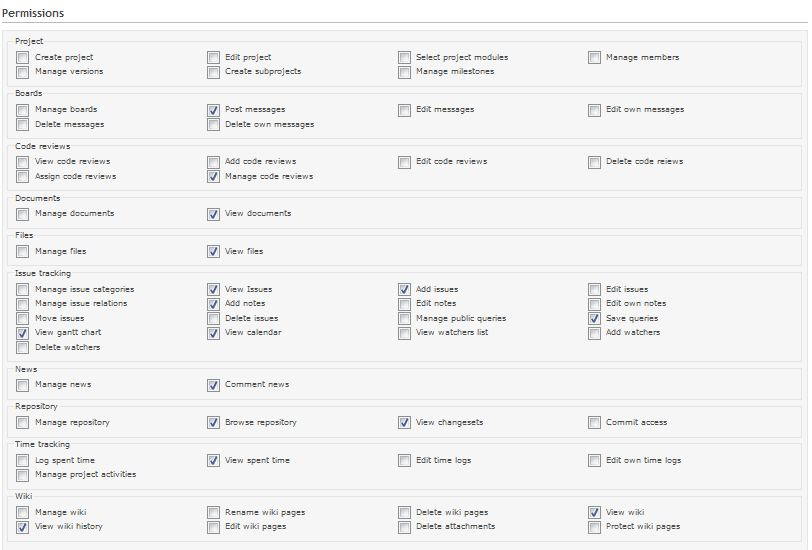 Permissions
Project
Create project Edit project Select project modules Manage members
Manage versions Create subprojects Manage milestones
Boards
Manage boards Post messages Edit messages Edit own messages
Delete messages Delete own messages
Code reviews
View code reviews Add code reviews Edit code reviews Delete code reiews
Assign code reviews Manage code reviews
Documents
Manage documents View documents
Files
Manage files View files
Issue tracking
Manage issue categories View Issues Add issues Edit issues
Manage issue relations Add notes Edit notes Edit own notes
Move issues Delete issues Manage public queries Save queries
View gantt chart View calendar View watchers list Add watchers
Delete watchers
News
Manage news Comment news
Repository
Manage repository Browse repository View changesets Commit access
Time tracking
Log spent time View spent time Edit time logs Edit own time logs
Manage project activities
Wiki
Manage wiki Rename wiki pages Delete wiki pages View wiki
View wiki history Edit wiki pages Delete attachments Protect wiki pages